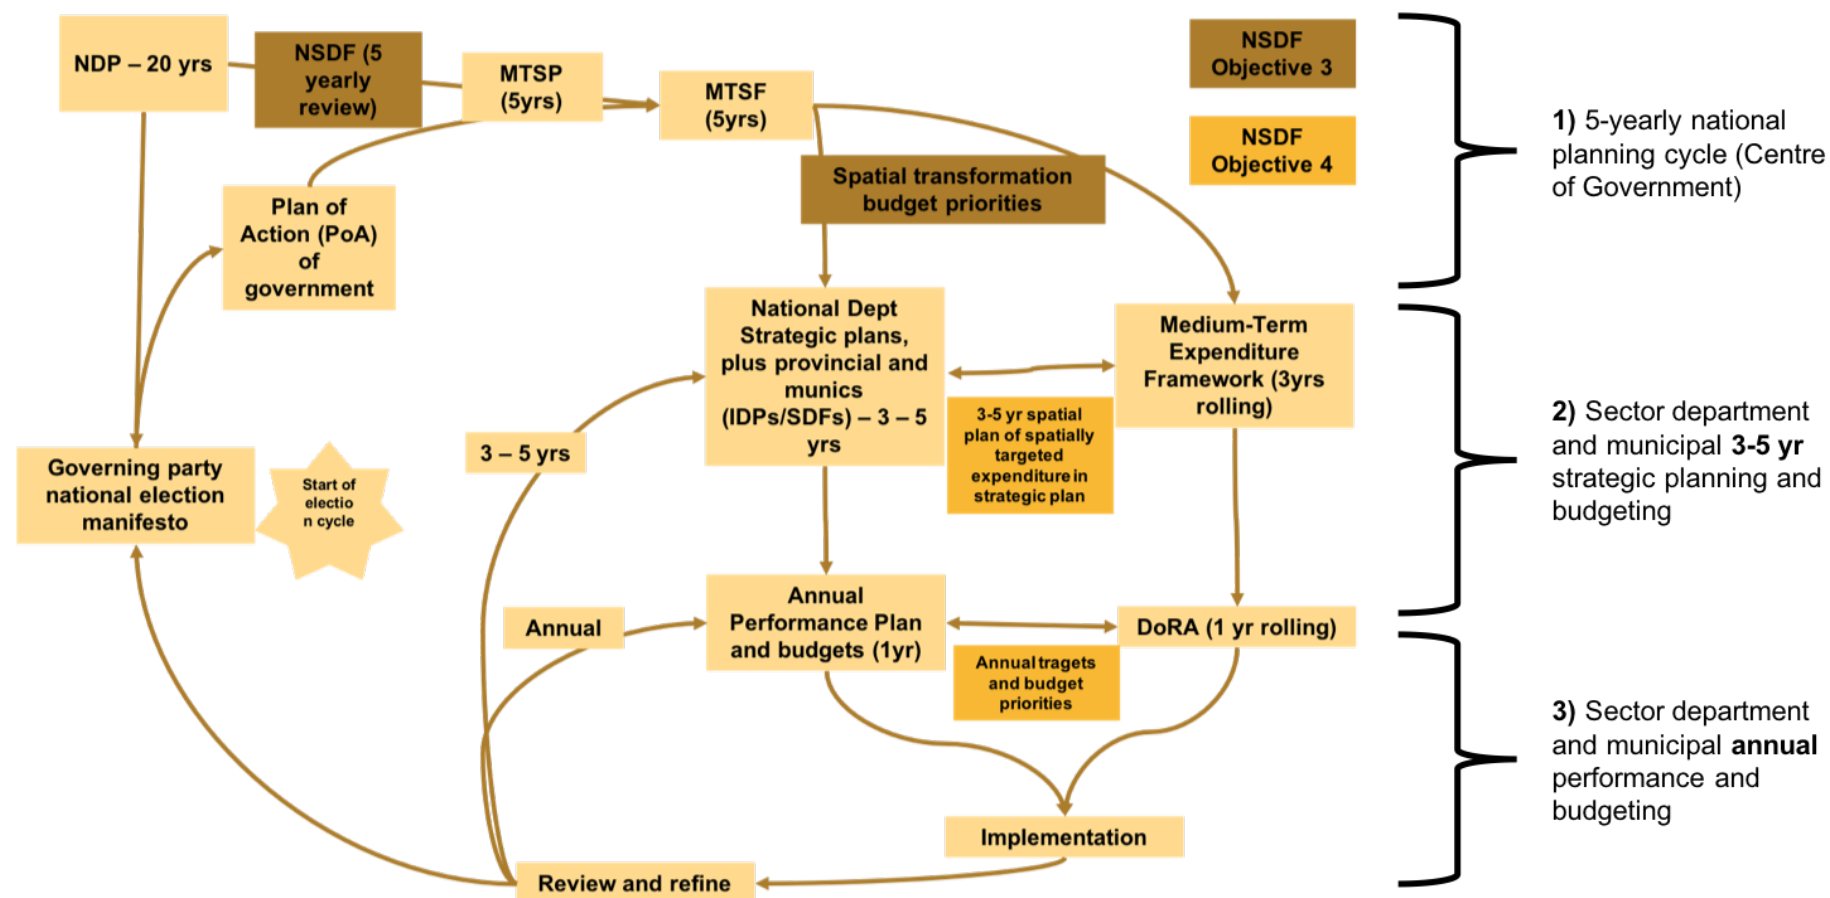 NDP – 20 yrs
NSDF (5
yearly
review)
MTSP
(5yrs)
MTSF
(5yrs)
NSDF
Objective 3
NSDF
Objective 4
1) 5-yearly national
planning cycle (Centre
of Government)
Spatial transformation
budget priorities
Plan of
Action (PoA)
of
government
National Dept
Strategic plans,
plus provincial and
munics
(IDPs/SDFs) – 3 – 5
yrs
Medium-Term
Expenditure
Framework (3yrs
rolling)
3-5 yr spatial
plan of spatially
targeted
expenditure in
strategic plan
2) Sector department
and municipal 3-5 yr
strategic planning and
budgeting
3 – 5 yrs
Governing party
national election
manifesto
Start of
electio
n cycle
Annual
Annual
Performance Plan
and budgets (1yr)
DoRA (1 yr rolling)
Annual tragets
and budget
priorities
3) Sector department
and municipal annual
performance and
budgeting
Implementation
Review and refine